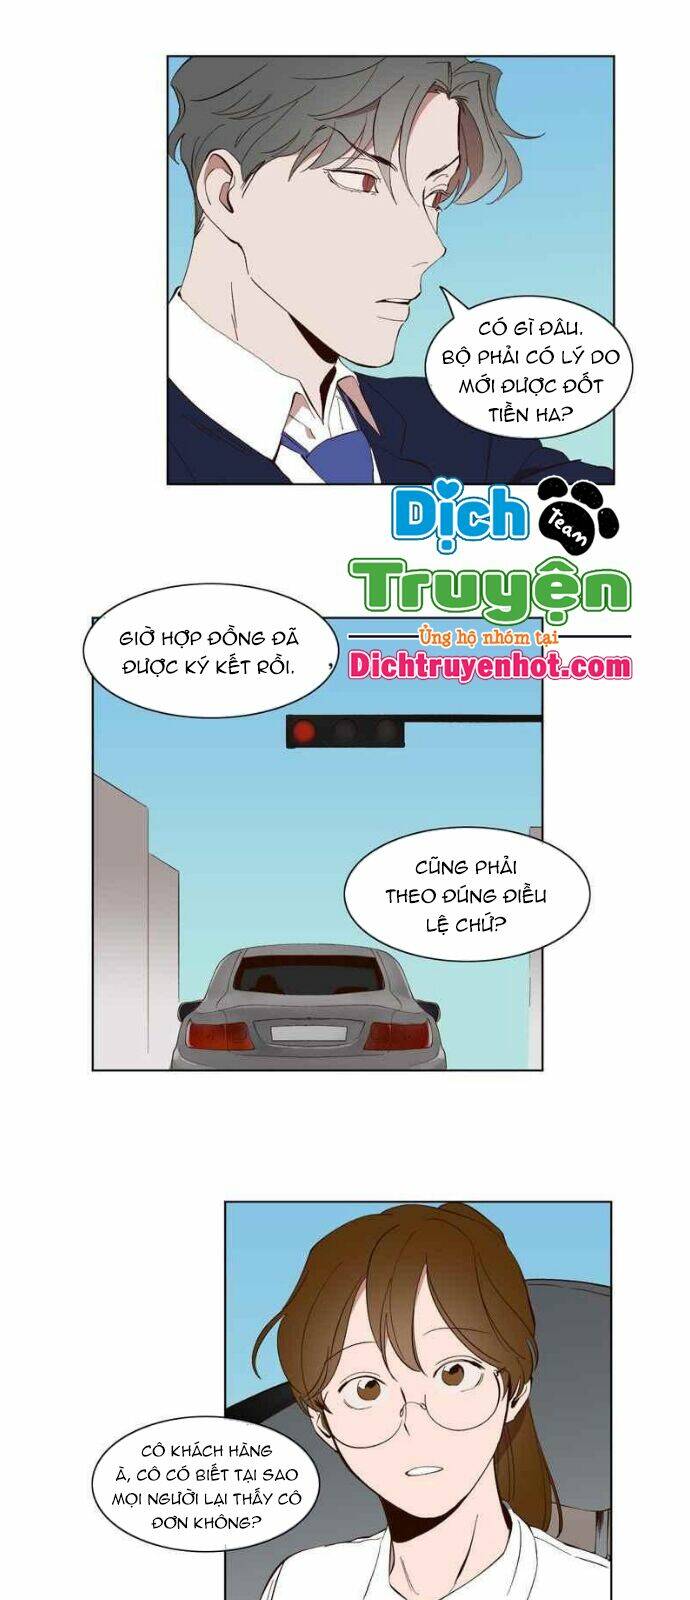 CÓ GÌ ĐÂU.
BỘ PHẢI CÓ LÝ DO
MỚI ĐƯỢC ĐỐT
TIỀN HA?
Dịch Team
Truyện
Ủng hộ nhóm tại
Dichtruyenhot.com
GIỜ HỢP ĐỒNG ĐÃ
ĐƯỢC KÝ KẾT RỒI.
CŨNG PHẢI
THEO ĐÚNG ĐIỀU
LỆ CHỨ?
CÔ KHÁCH HÀNG
À, CÔ CÓ BIẾT TẠI SAO
MỌI NGƯỜI LẠI THẤY CÔ
ĐƠN KHÔNG?